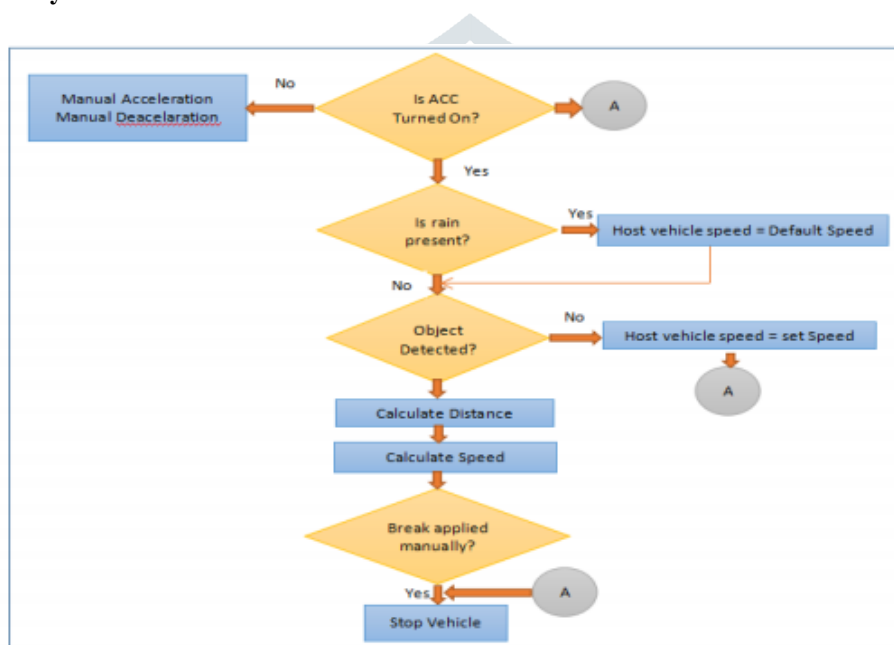 No
Is ACC
Turned On?
A
Manual Acceleration
Manual Deacelaration
Yes
Is rain
present?
Yes
Host vehicle speed = Default Speed
No
Object
Detected?
No
Host vehicle speed = set Speed
A
Calculate Distance
Calculate Speed
Break applied
manually?
Yes
A
Stop Vehicle